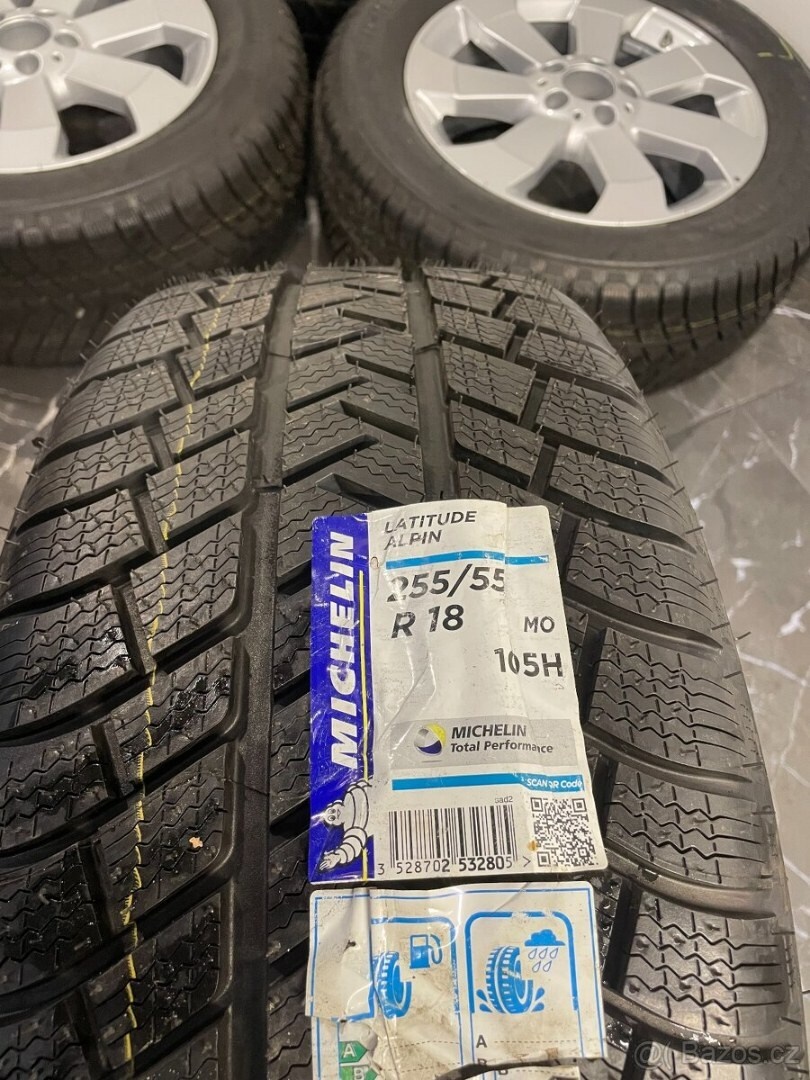 MICHELIN
LATITUDE
ALPIN
255/55
R 18 MO
105H
MICHELIN
Total Performance
SCAN QR Code
3 528702 532805 >
A
A
B
@ Bazos.cz